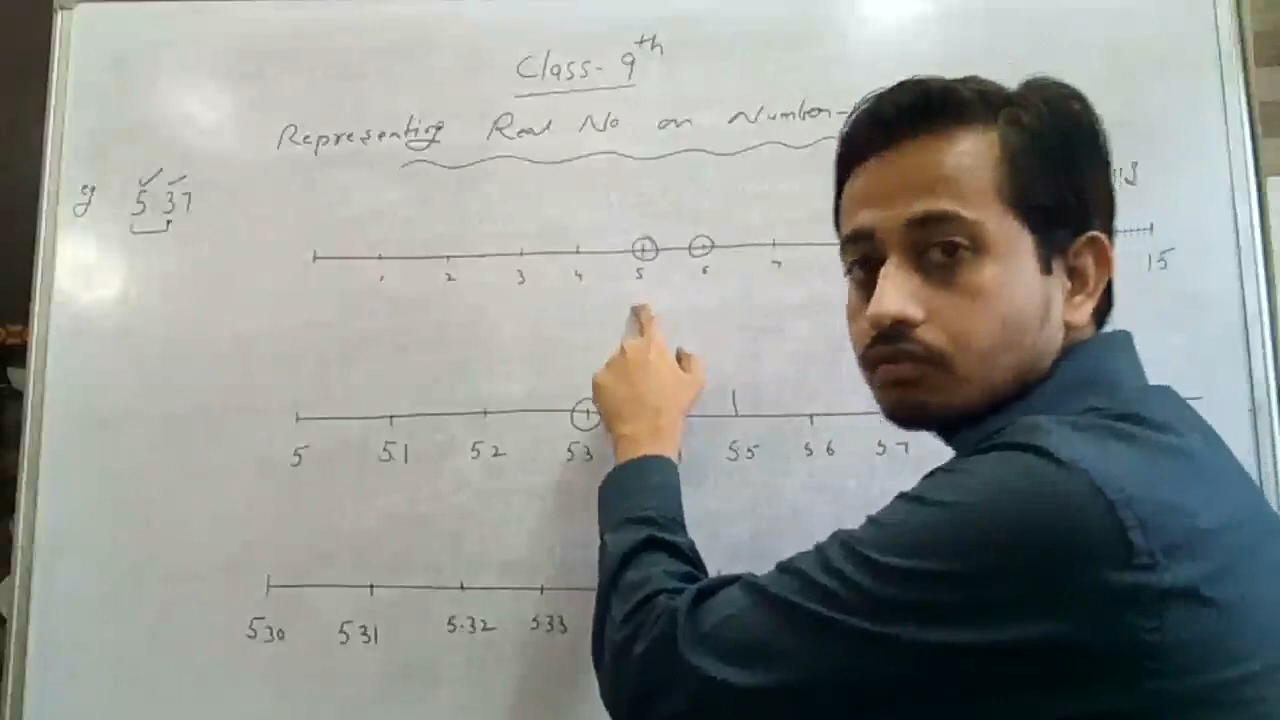 Class - 9th
Representing Real No on Number-
5 37
1 2 3 4 5 6 7
15
5 5.1 5 2 5 3 5 5 5 6 5 7
5 30 5 31 5.32 5 33